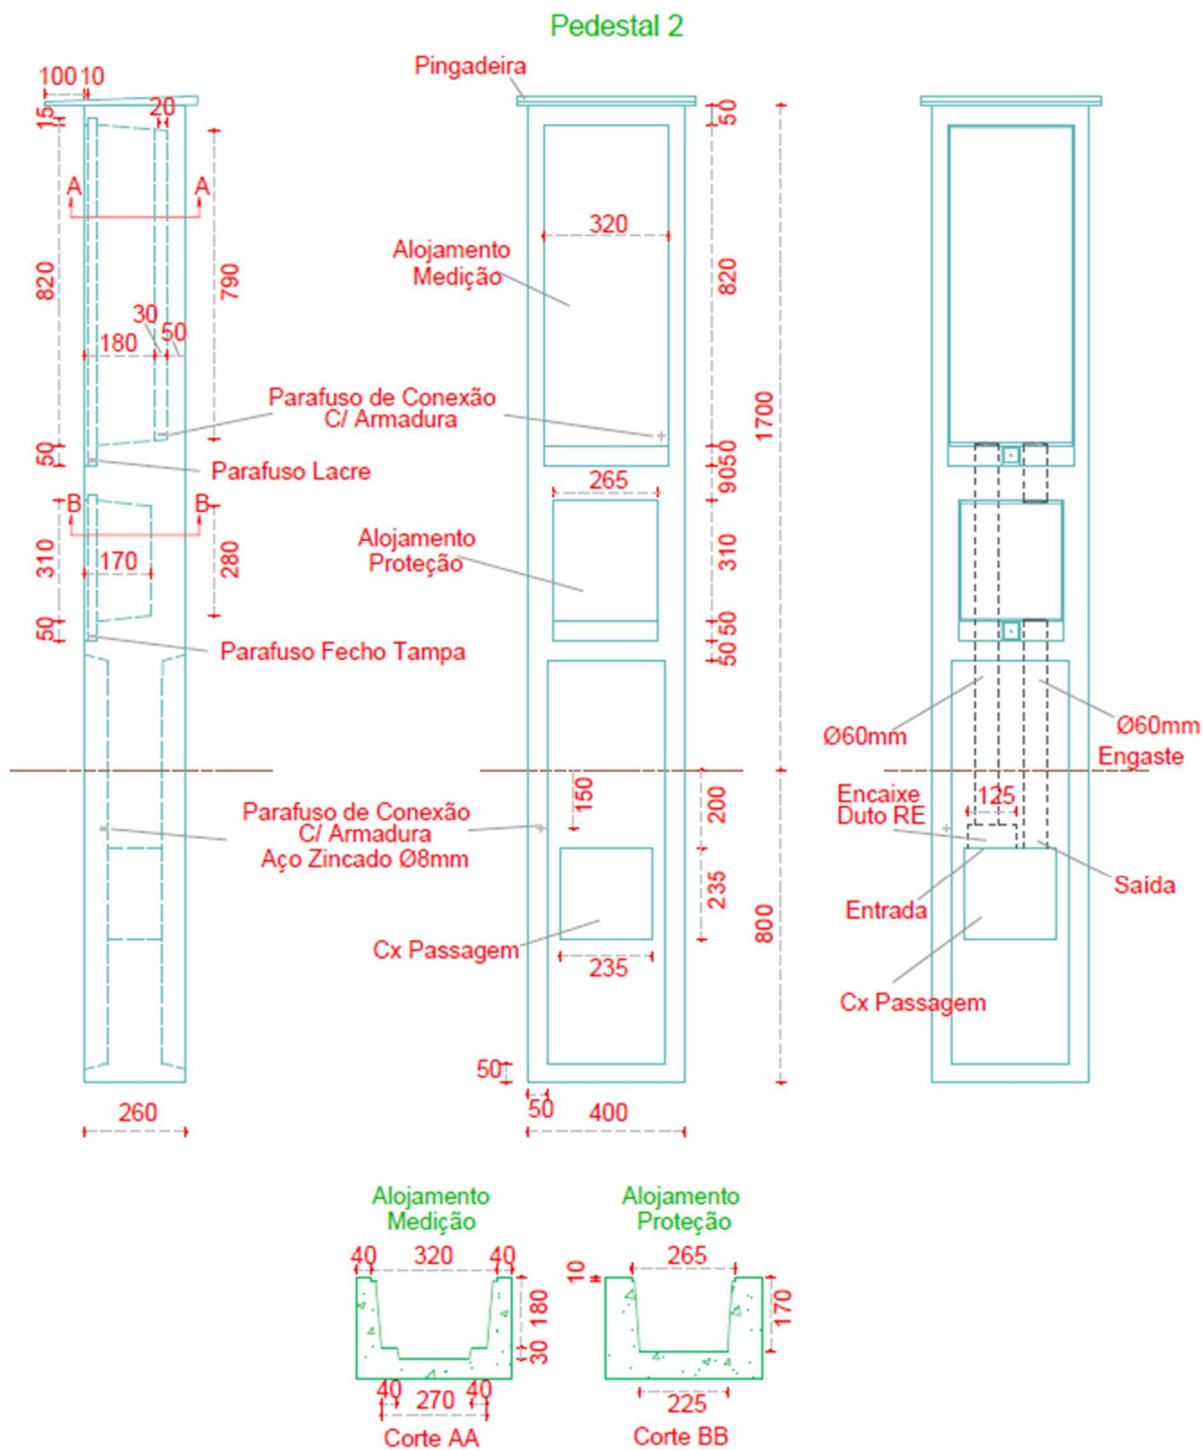 Pedestal 2
Pingadeira
100 10
15
20
50
A A
320
Alojamento
Medição
820
790
820
30
50
180
1700
Parafuso de Conexão
C/ Armadura
50
Parafuso Lacre
50
90
265
B B
310
170
280
Alojamento
Proteção
310
50
Parafuso Fecho Tampa
50
50
Ø60mm
Ø60mm
Engaste
150
200
Parafuso de Conexão
C/ Armadura
Aço Zincado Ø8mm
Encaixe
Duto RE
125
Saída
Entrada
235
800
Cx Passagem
235
Cx Passagem
50
50
400
260
Alojamento
Medição
Alojamento
Proteção
40 320 40
10
265
180
30
170
40 270 40
225
Corte AA
Corte BB